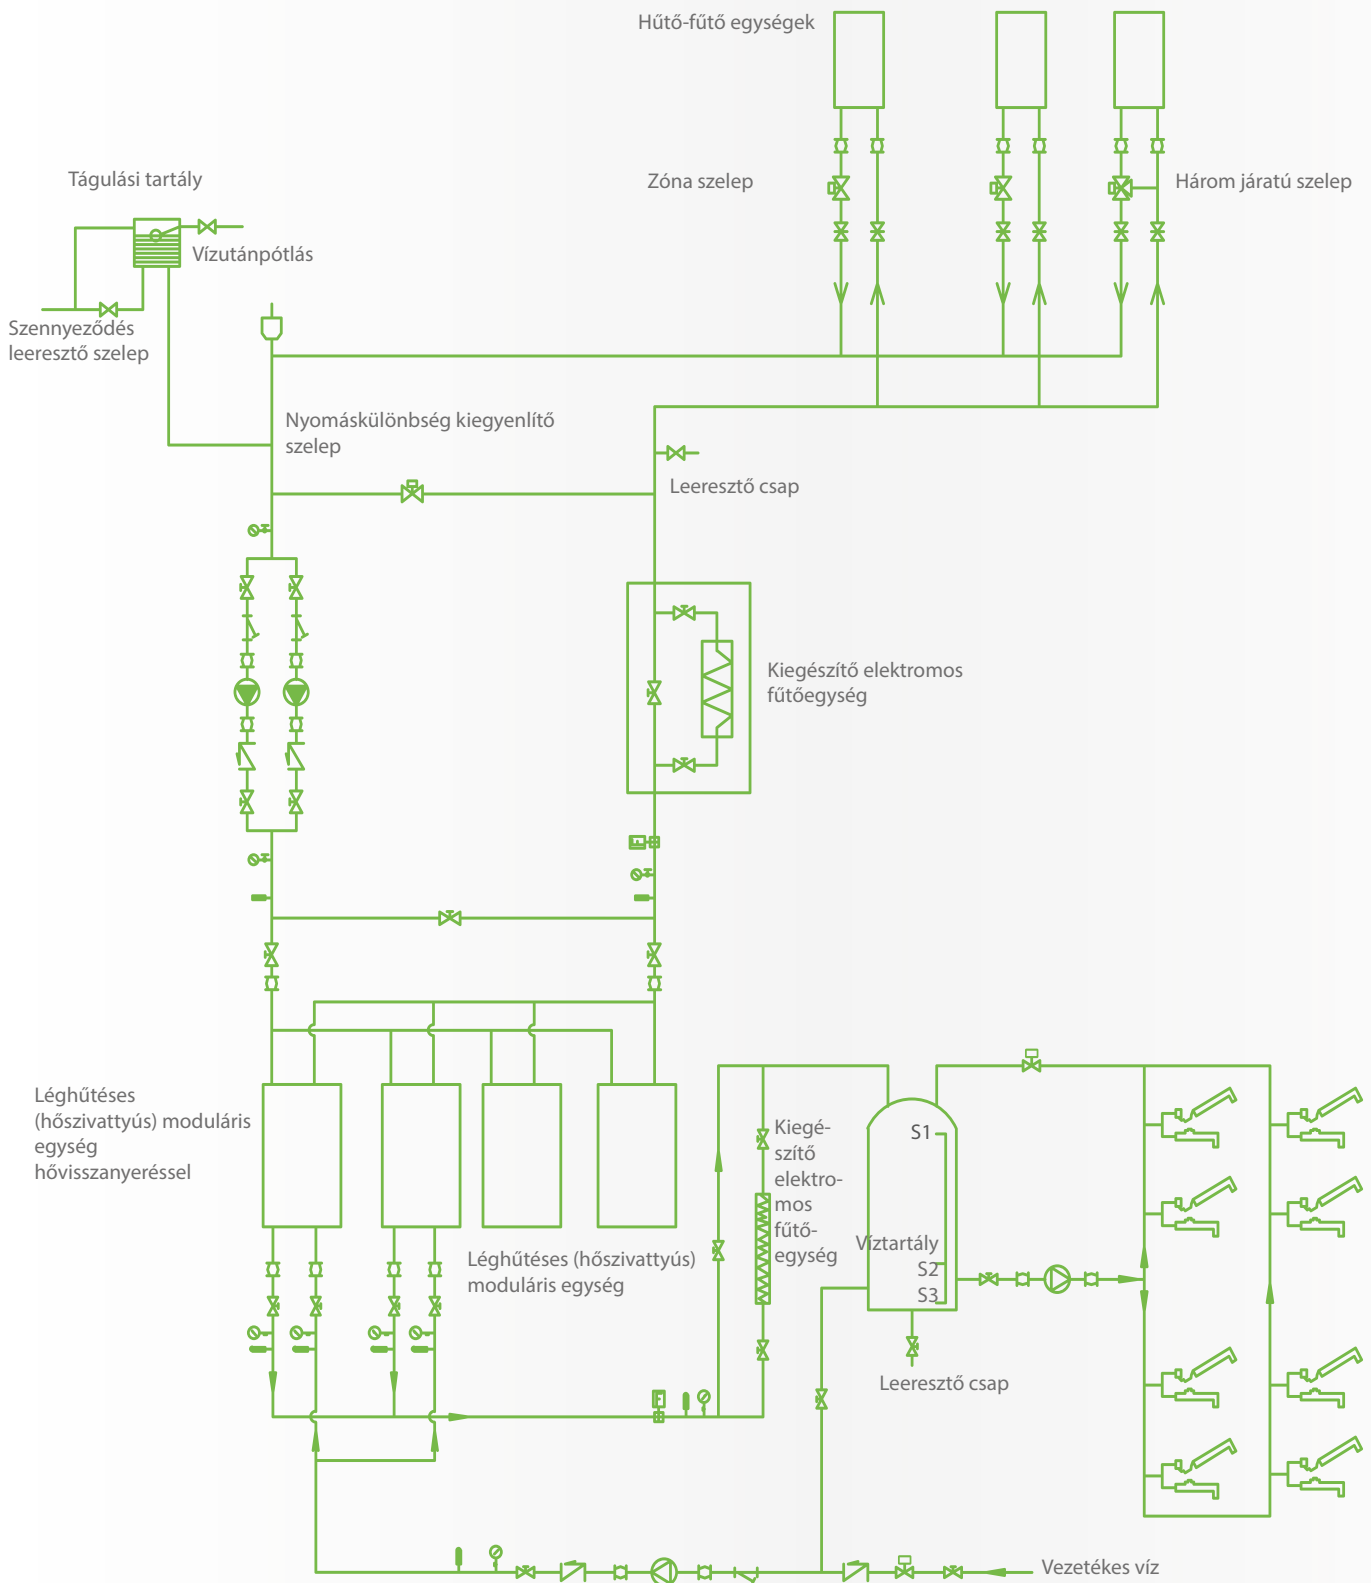 Hűtő-fűtő egységek
Tágulási tartály
Zóna szelep
Három járatú szelep
Vízutánpótlás
Szennyeződés
leeresztő szelep
Nyomáskülönbség kiegyenlítő
szelep
Leeresztő csap
Kiegészítő elektromos
fűtőegység
Léghűtéses
(hőszivattyús) moduláris
egység
hővisszanyeréssel
Léghűtéses (hőszivattyús)
moduláris egység
Kiegé-
szítő
elektro-
mos
fűtő-
egység
S1
Víztartály
S2
S3
Leeresztő csap
Vezetékes víz